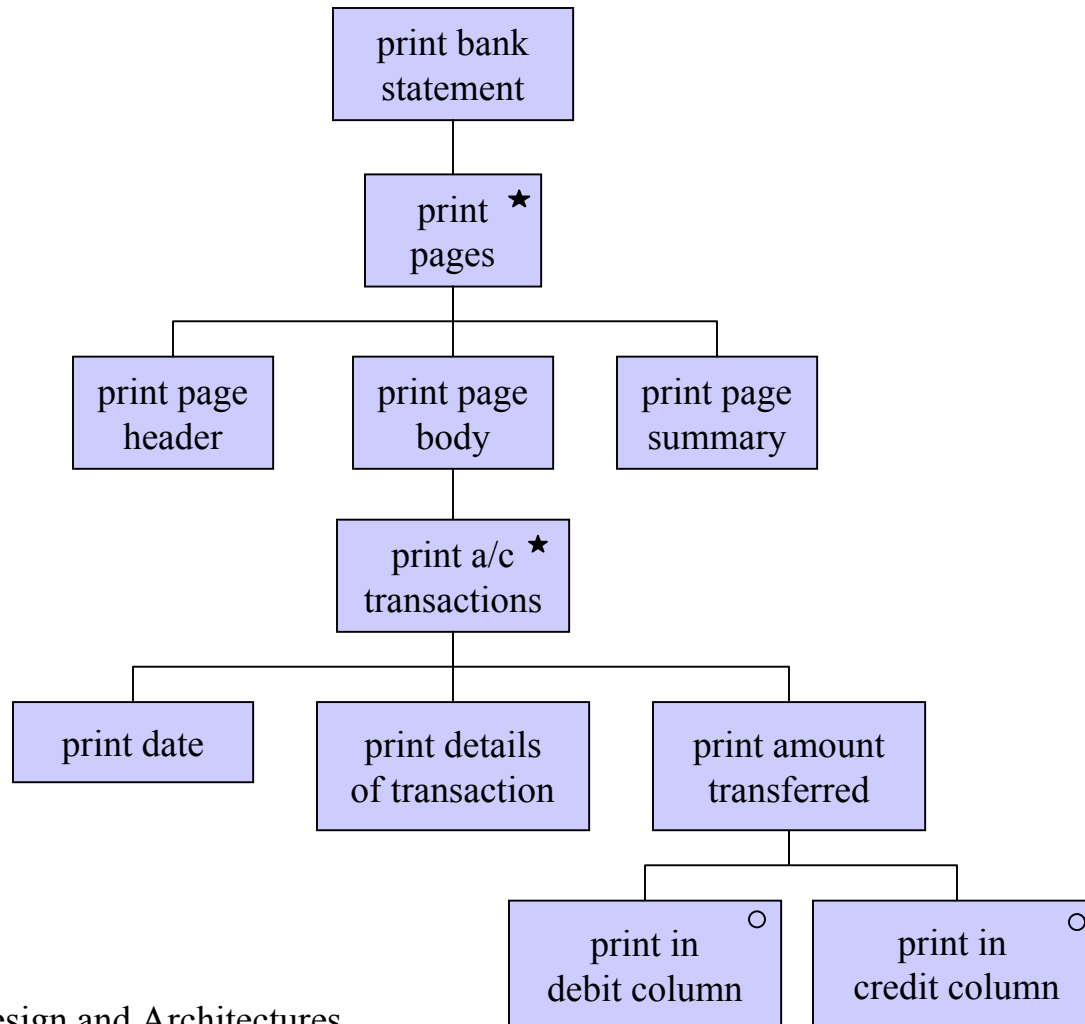 print bank
statement
print
pages
print page
header
print page
body
print page
summary
print a/c
transactions
print date
print details
of transaction
print amount
transferred
print in
debit column
print in
credit column
and Architectures